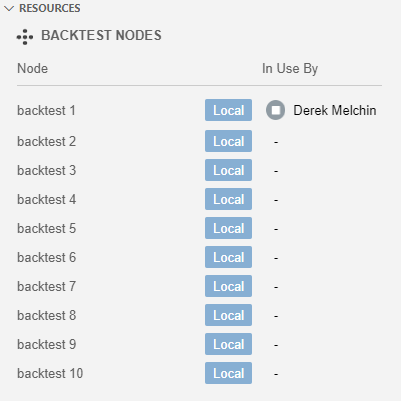 RESOURCES
BACKTEST NODES
Node In Use By
backtest 1 Local Derek Melchin
backtest 2 Local -
backtest 3 Local -
backtest 4 Local -
backtest 5 Local -
backtest 6 Local -
backtest 7 Local -
backtest 8 Local -
backtest 9 Local -
backtest 10 Local -